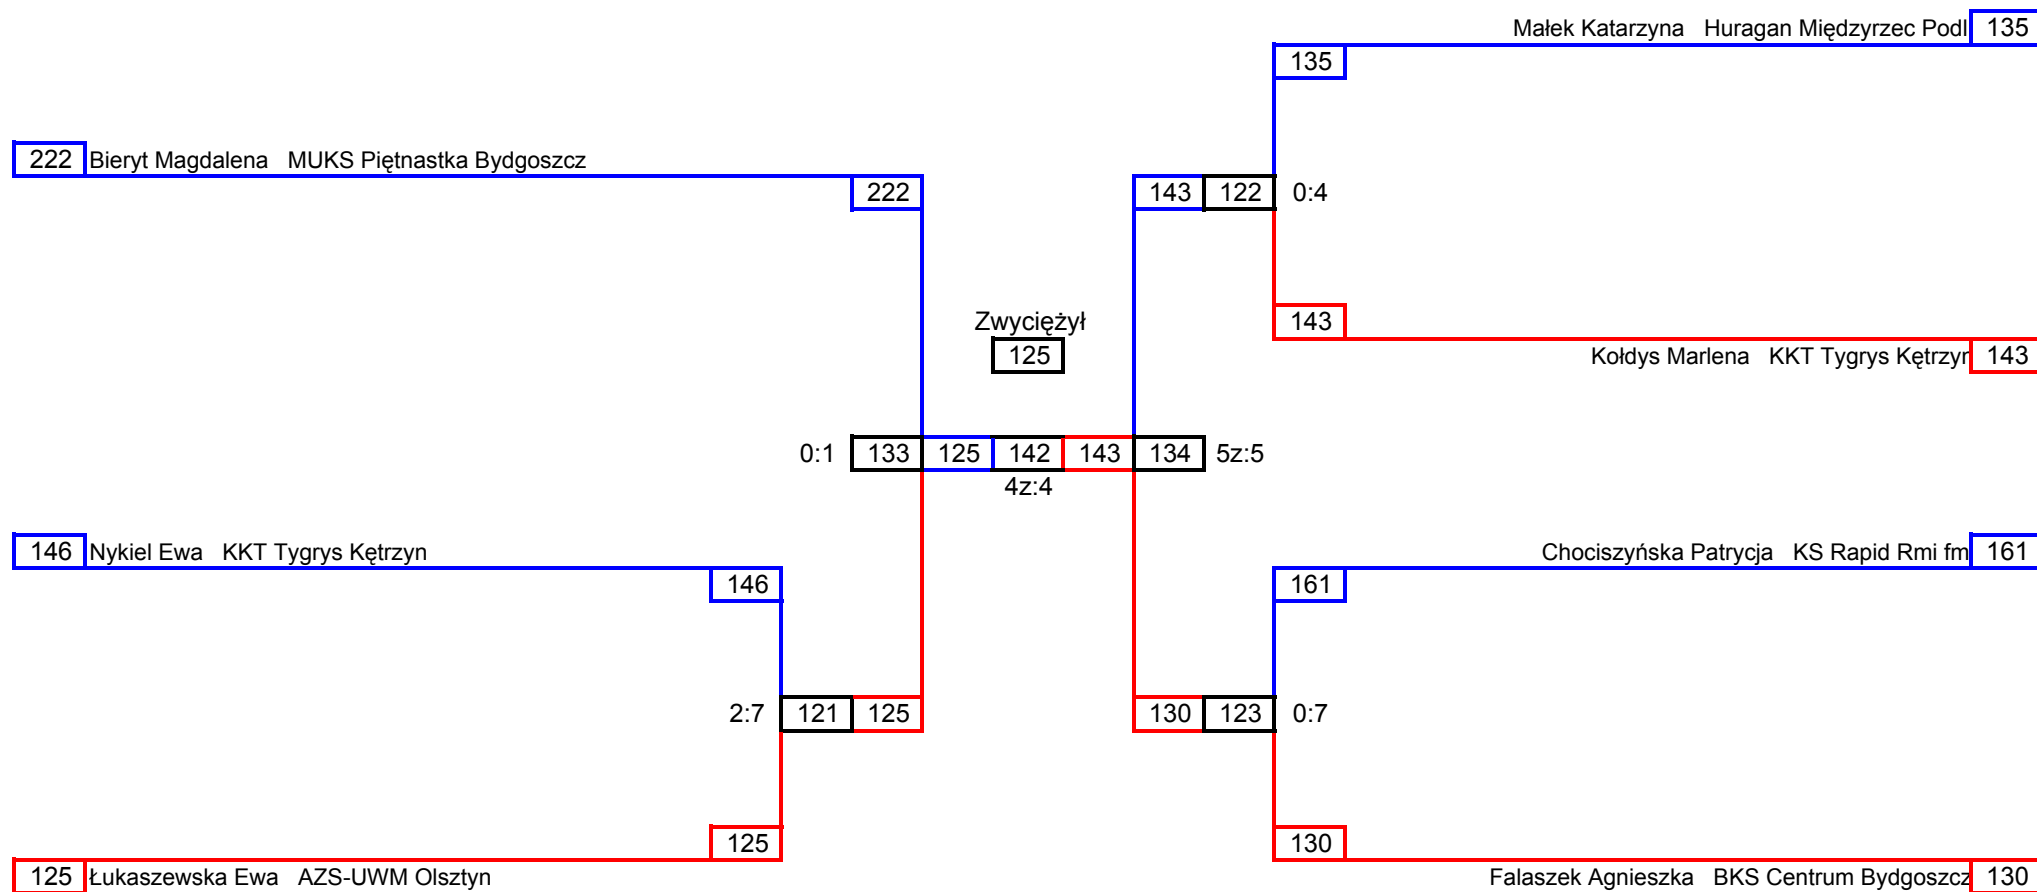 Małek Katarzyna Huragan Międzyrzec Podl 135
135
222 Bieryt Magdalena MUKS Piętnastka Bydgoszcz
222 143 122 0:4
Zwyciężył
143
125
Kołdys Marlena KKT Tygrys Kętrzyn 143
0:1 133 125 142 143 134 5z:5
4z:4
146 Nykiel Ewa KKT Tygrys Kętrzyn
Chociszyńska Patrycja KS Rapid Rmi fm 161
146 161
2:7 121 125 130 123 0:7
125 130
125 Łukaszewska Ewa AZS-UWM Olsztyn
Falaszek Agnieszka BKS Centrum Bydgoszcz 130